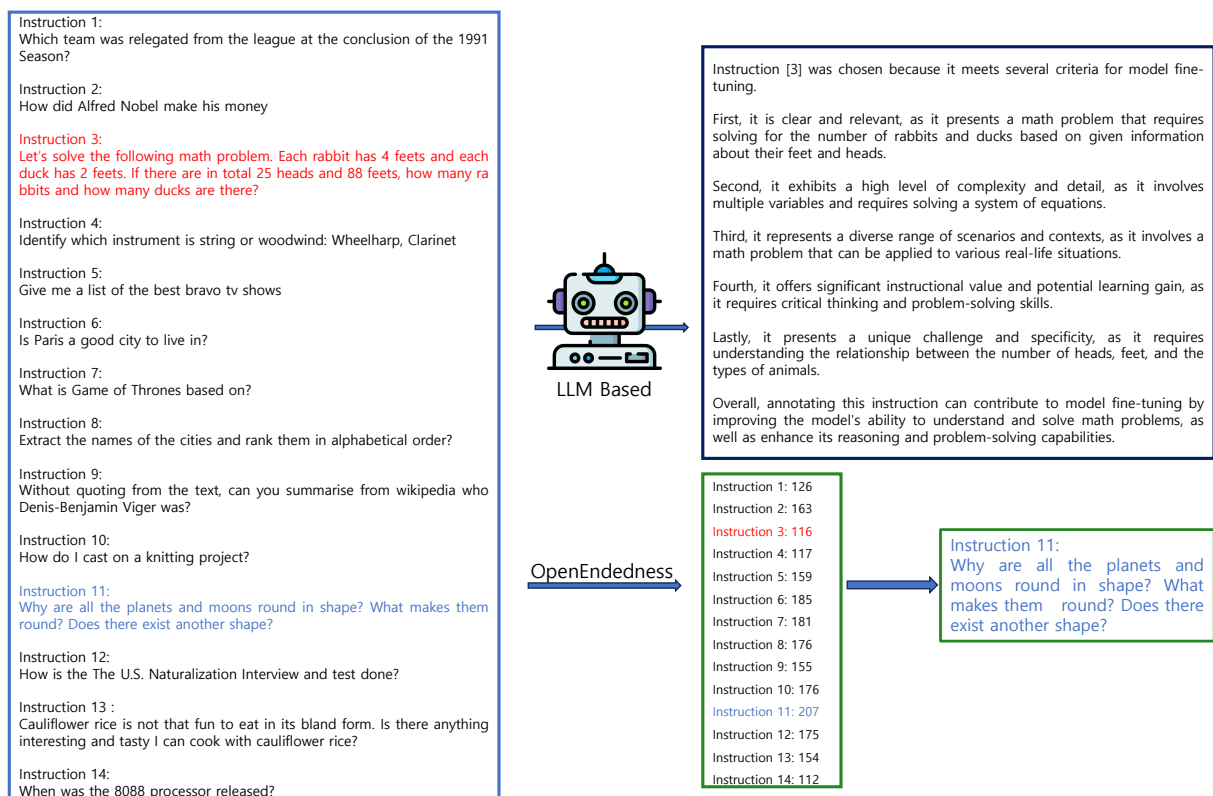 Instruction 1:
Which team was relegated from the league at the conclusion of the 1991
Season?
Instruction 2:
How did Alfred Nobel make his money
Instruction 3:
Let's solve the following math problem. Each rabbit has 4 feets and each
duck has 2 feets. If there are in total 25 heads and 88 feets, how many ra
bbits and how many ducks are there?
Instruction 4:
Identify which instrument is string or woodwind: Wheelharp, Clarinet
Instruction 5:
Give me a list of the best bravo tv shows
Instruction 6:
Is Paris a good city to live in?
Instruction 7:
What is Game of Thrones based on?
Instruction 8:
Extract the names of the cities and rank them in alphabetical order?
Instruction 9:
Without quoting from the text, can you summarise from wikipedia who
Denis-Benjamin Viger was?
Instruction 10:
How do I cast on a knitting project?
Instruction 11:
Why are all the planets and moons round in shape? What makes them
round? Does there exist another shape?
Instruction 12:
How is the The U.S. Naturalization Interview and test done?
Instruction 13 :
Cauliflower rice is not that fun to eat in its bland form. Is there anything
interesting and tasty I can cook with cauliflower rice?
Instruction 14:
When was the 8088 processor released?
LLM Based
OpenEndedness
Instruction [3] was chosen because it meets several criteria for model fine-
tuning.
First, it is clear and relevant, as it presents a math problem that requires
solving for the number of rabbits and ducks based on given information
about their feet and heads.
Second, it exhibits a high level of complexity and detail, as it involves
multiple variables and requires solving a system of equations.
Third, it represents a diverse range of scenarios and contexts, as it involves a
math problem that can be applied to various real-life situations.
Fourth, it offers significant instructional value and potential learning gain, as
it requires critical thinking and problem-solving skills.
Lastly, it presents a unique challenge and specificity, as it requires
understanding the relationship between the number of heads, feet, and the
types of animals.
Overall, annotating this instruction can contribute to model fine-tuning by
improving the model's ability to understand and solve math problems, as
well as enhance its reasoning and problem-solving capabilities.
Instruction 1: 126
Instruction 2: 163
Instruction 3: 116
Instruction 4: 117
Instruction 5: 159
Instruction 6: 185
Instruction 7: 181
Instruction 8: 176
Instruction 9: 155
Instruction 10: 176
Instruction 11: 207
Instruction 12: 175
Instruction 13: 154
Instruction 14: 112
Instruction 11:
Why are all the planets and
moons round in shape? What
makes them round? Does there
exist another shape?